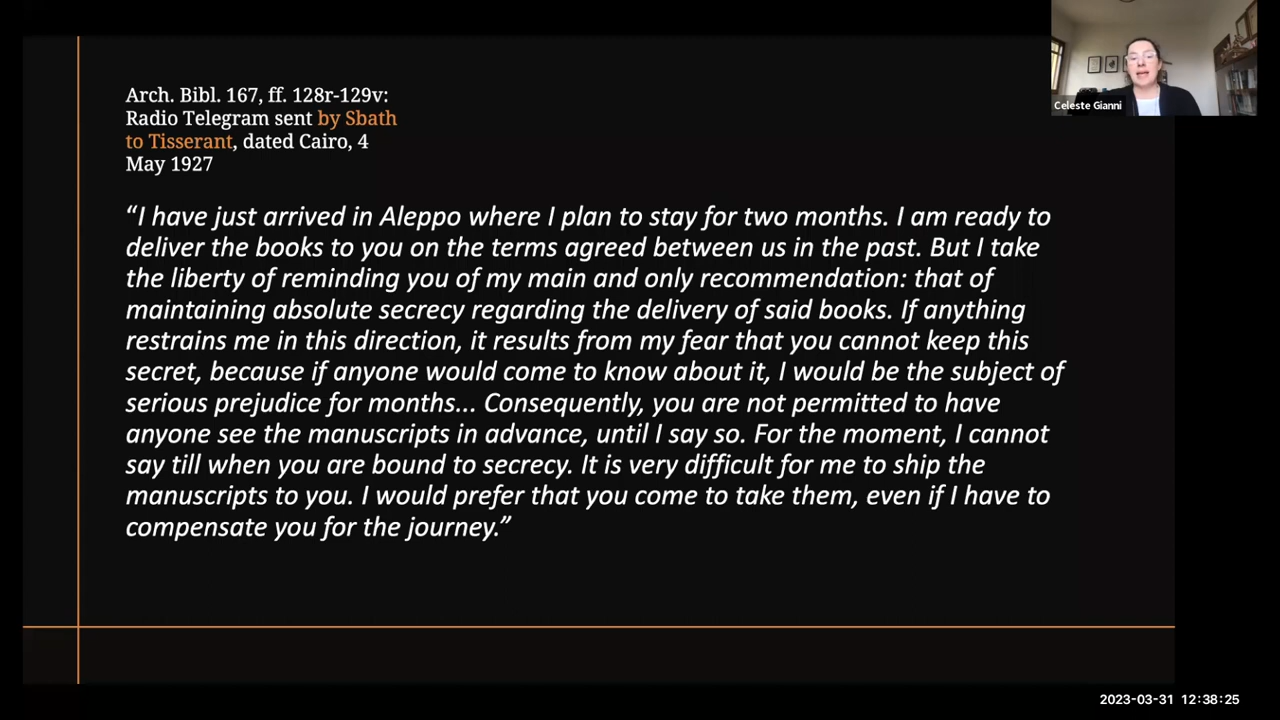 Arch. Bibl. 167, ff. 128r-129v:
Radio Telegram sent by Sbath
to Tisserant, dated Cairo, 4
May 1927
“I have just arrived in Aleppo where I plan to stay for two months. I am ready to
deliver the books to you on the terms agreed between us in the past. But I take
the liberty of reminding you of my main and only recommendation: that of
maintaining absolute secrecy regarding the delivery of said books. If anything
restrains me in this direction, it results from my fear that you cannot keep this
secret, because if anyone would come to know about it, I would be the subject of
serious prejudice for months... Consequently, you are not permitted to have
anyone see the manuscripts in advance, until I say so. For the moment, I cannot
say till when you are bound to secrecy. It is very difficult for me to ship the
manuscripts to you. I would prefer that you come to take them, even if I have to
compensate you for the journey.”
Celeste Gianni
2023-03-31 12:38:25